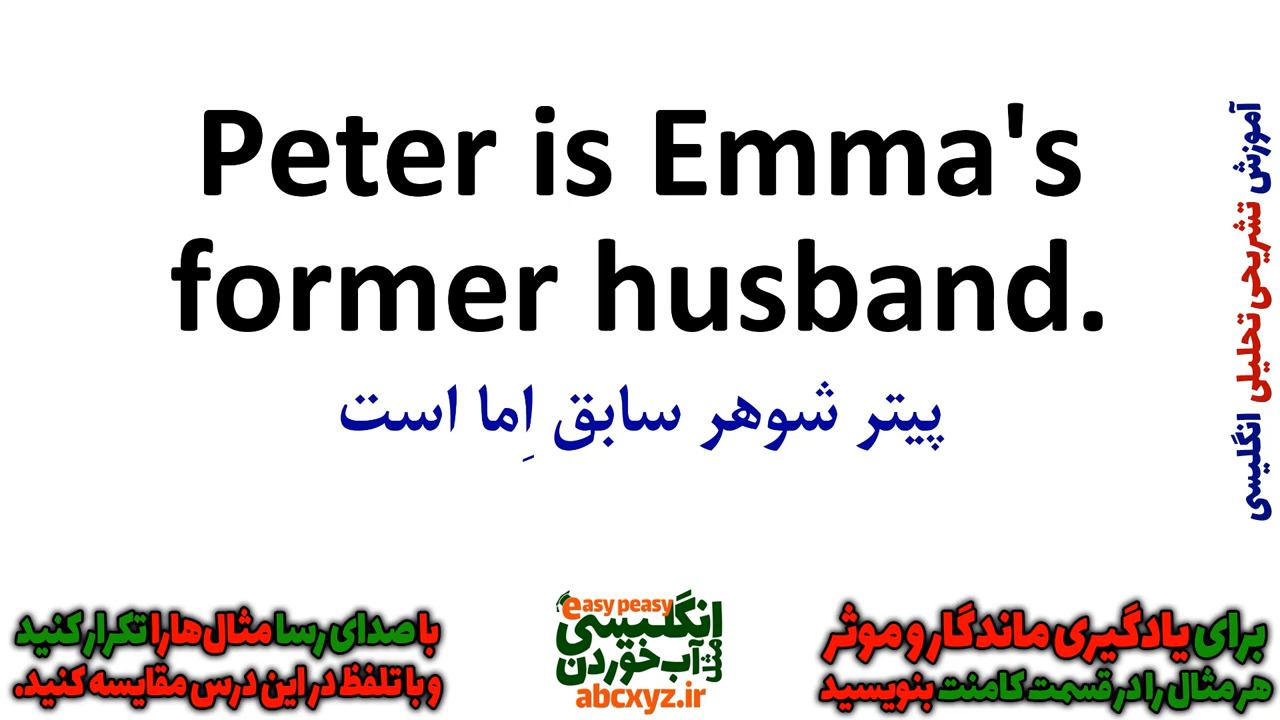 Peter is Emma's
former husband.
پیتر شوهر سابق اِما است
آموزش تشریحی تحلیلی انگلیسی
برای یادگیری ماندگار و موثر
هر مثال را در قسمت کامنت بنویسید
easy peasy
انگلیسی
مثل آب خوردن
abcxyz.ir
با صدای رسا مثال‌ها را تکرار کنید
و با تلفظ در این درس مقایسه کنید.